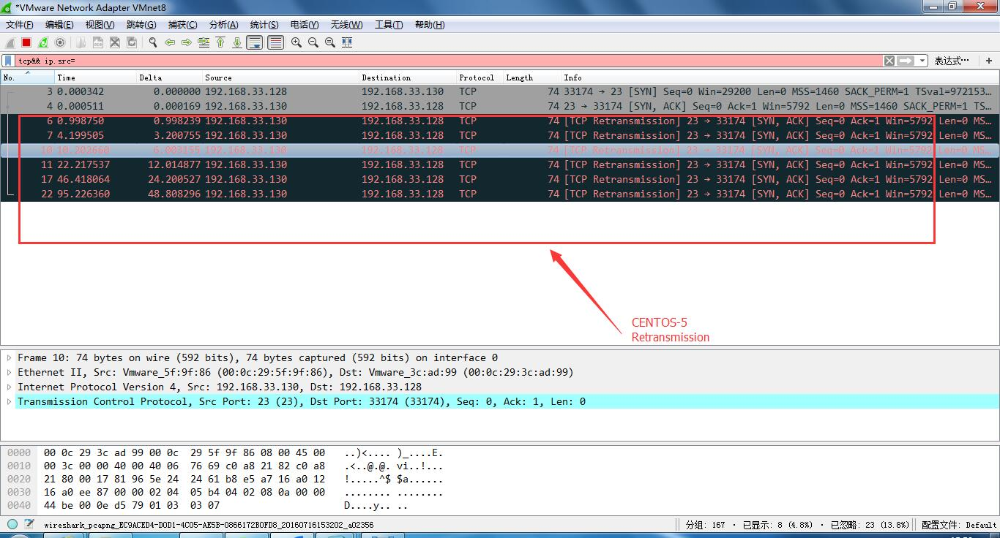 *VMware Network Adapter VMnet8
文件(F) 编辑(E) 视图(V) 跳转(G) 捕获(C) 分析(A) 统计(S) 电话(Y) 无线(W) 工具(T) 帮助(H)
tcp&& ip.src= 表达式… +
No. Time Delta Source Destination Protocol Length Info
3 0.000342 0.000000 192.168.33.128 192.168.33.130 TCP 74 33174 → 23 [SYN] Seq=0 Win=29200 Len=0 MSS=1460 SACK_PERM=1 TSval=972153…
4 0.000511 0.000169 192.168.33.130 192.168.33.128 TCP 74 23 → 33174 [SYN, ACK] Seq=0 Ack=1 Win=5792 Len=0 MSS=1460 SACK_PERM=1 TS…
6 0.998750 0.998239 192.168.33.130 192.168.33.128 TCP 74 [TCP Retransmission] 23 → 33174 [SYN, ACK] Seq=0 Ack=1 Win=5792 Len=0 MS…
7 4.199505 3.200755 192.168.33.130 192.168.33.128 TCP 74 [TCP Retransmission] 23 → 33174 [SYN, ACK] Seq=0 Ack=1 Win=5792 Len=0 MS…
10 10.202660 6.003155 192.168.33.130 192.168.33.128 TCP 74 [TCP Retransmission] 23 → 33174 [SYN, ACK] Seq=0 Ack=1 Win=5792 Len=0 MS…
11 22.217537 12.014877 192.168.33.130 192.168.33.128 TCP 74 [TCP Retransmission] 23 → 33174 [SYN, ACK] Seq=0 Ack=1 Win=5792 Len=0 MS…
17 46.418064 24.200527 192.168.33.130 192.168.33.128 TCP 74 [TCP Retransmission] 23 → 33174 [SYN, ACK] Seq=0 Ack=1 Win=5792 Len=0 MS…
22 95.226360 48.808296 192.168.33.130 192.168.33.128 TCP 74 [TCP Retransmission] 23 → 33174 [SYN, ACK] Seq=0 Ack=1 Win=5792 Len=0 MS…
CENTOS-5
Retransmission
Frame 10: 74 bytes on wire (592 bits), 74 bytes captured (592 bits) on interface 0
Ethernet II, Src: Vmware_5f:9f:86 (00:0c:29:5f:9f:86), Dst: Vmware_3c:ad:99 (00:0c:29:3c:ad:99)
Internet Protocol Version 4, Src: 192.168.33.130, Dst: 192.168.33.128
Transmission Control Protocol, Src Port: 23 (23), Dst Port: 33174 (33174), Seq: 0, Ack: 1, Len: 0
0000 00 0c 29 3c ad 99 00 0c 29 5f 9f 86 08 00 45 00 ..)<.... )_....E.
0010 00 3c 00 00 40 00 40 06 76 69 c0 a8 21 82 c0 a8 .<..@.@. vi..!...
0020 21 80 00 17 81 96 5e 24 24 61 b8 e5 a7 16 a0 12 !.....^$ $a......
0030 16 a0 ee 87 00 00 02 04 05 b4 04 02 08 0a 00 00 ........ ........
0040 44 be 00 0e d5 79 01 03 03 07 D....y.. ..
wireshark_pcapng_EC9ACED4-D0D1-4C05-AE5B-0866172B0FD8_20160716153202_a02356 分组: 167 · 已显示: 8 (4.8%) · 已忽略: 23 (13.8%) 配置文件: Default